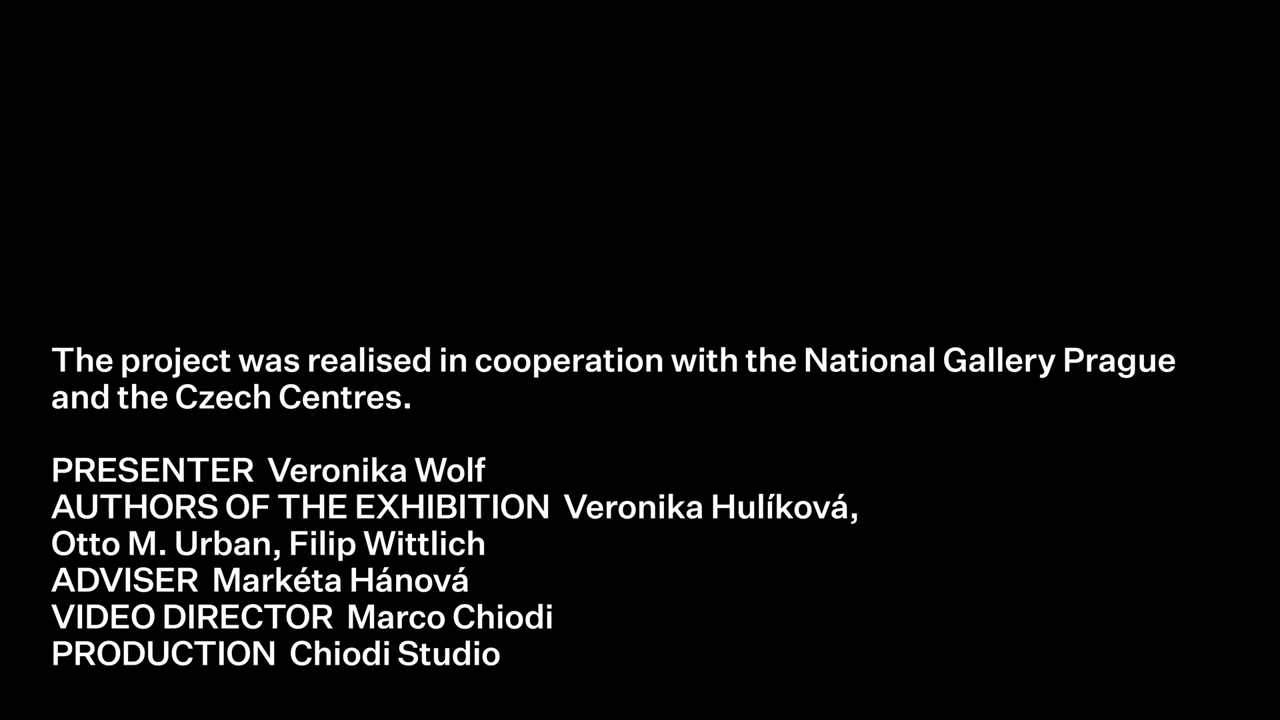 The project was realised in cooperation with the National Gallery Prague
and the Czech Centres.
PRESENTER Veronika Wolf
AUTHORS OF THE EXHIBITION Veronika Hulíková,
Otto M. Urban, Filip Wittlich
ADVISER Markéta Hánová
VIDEO DIRECTOR Marco Chiodi
PRODUCTION Chiodi Studio